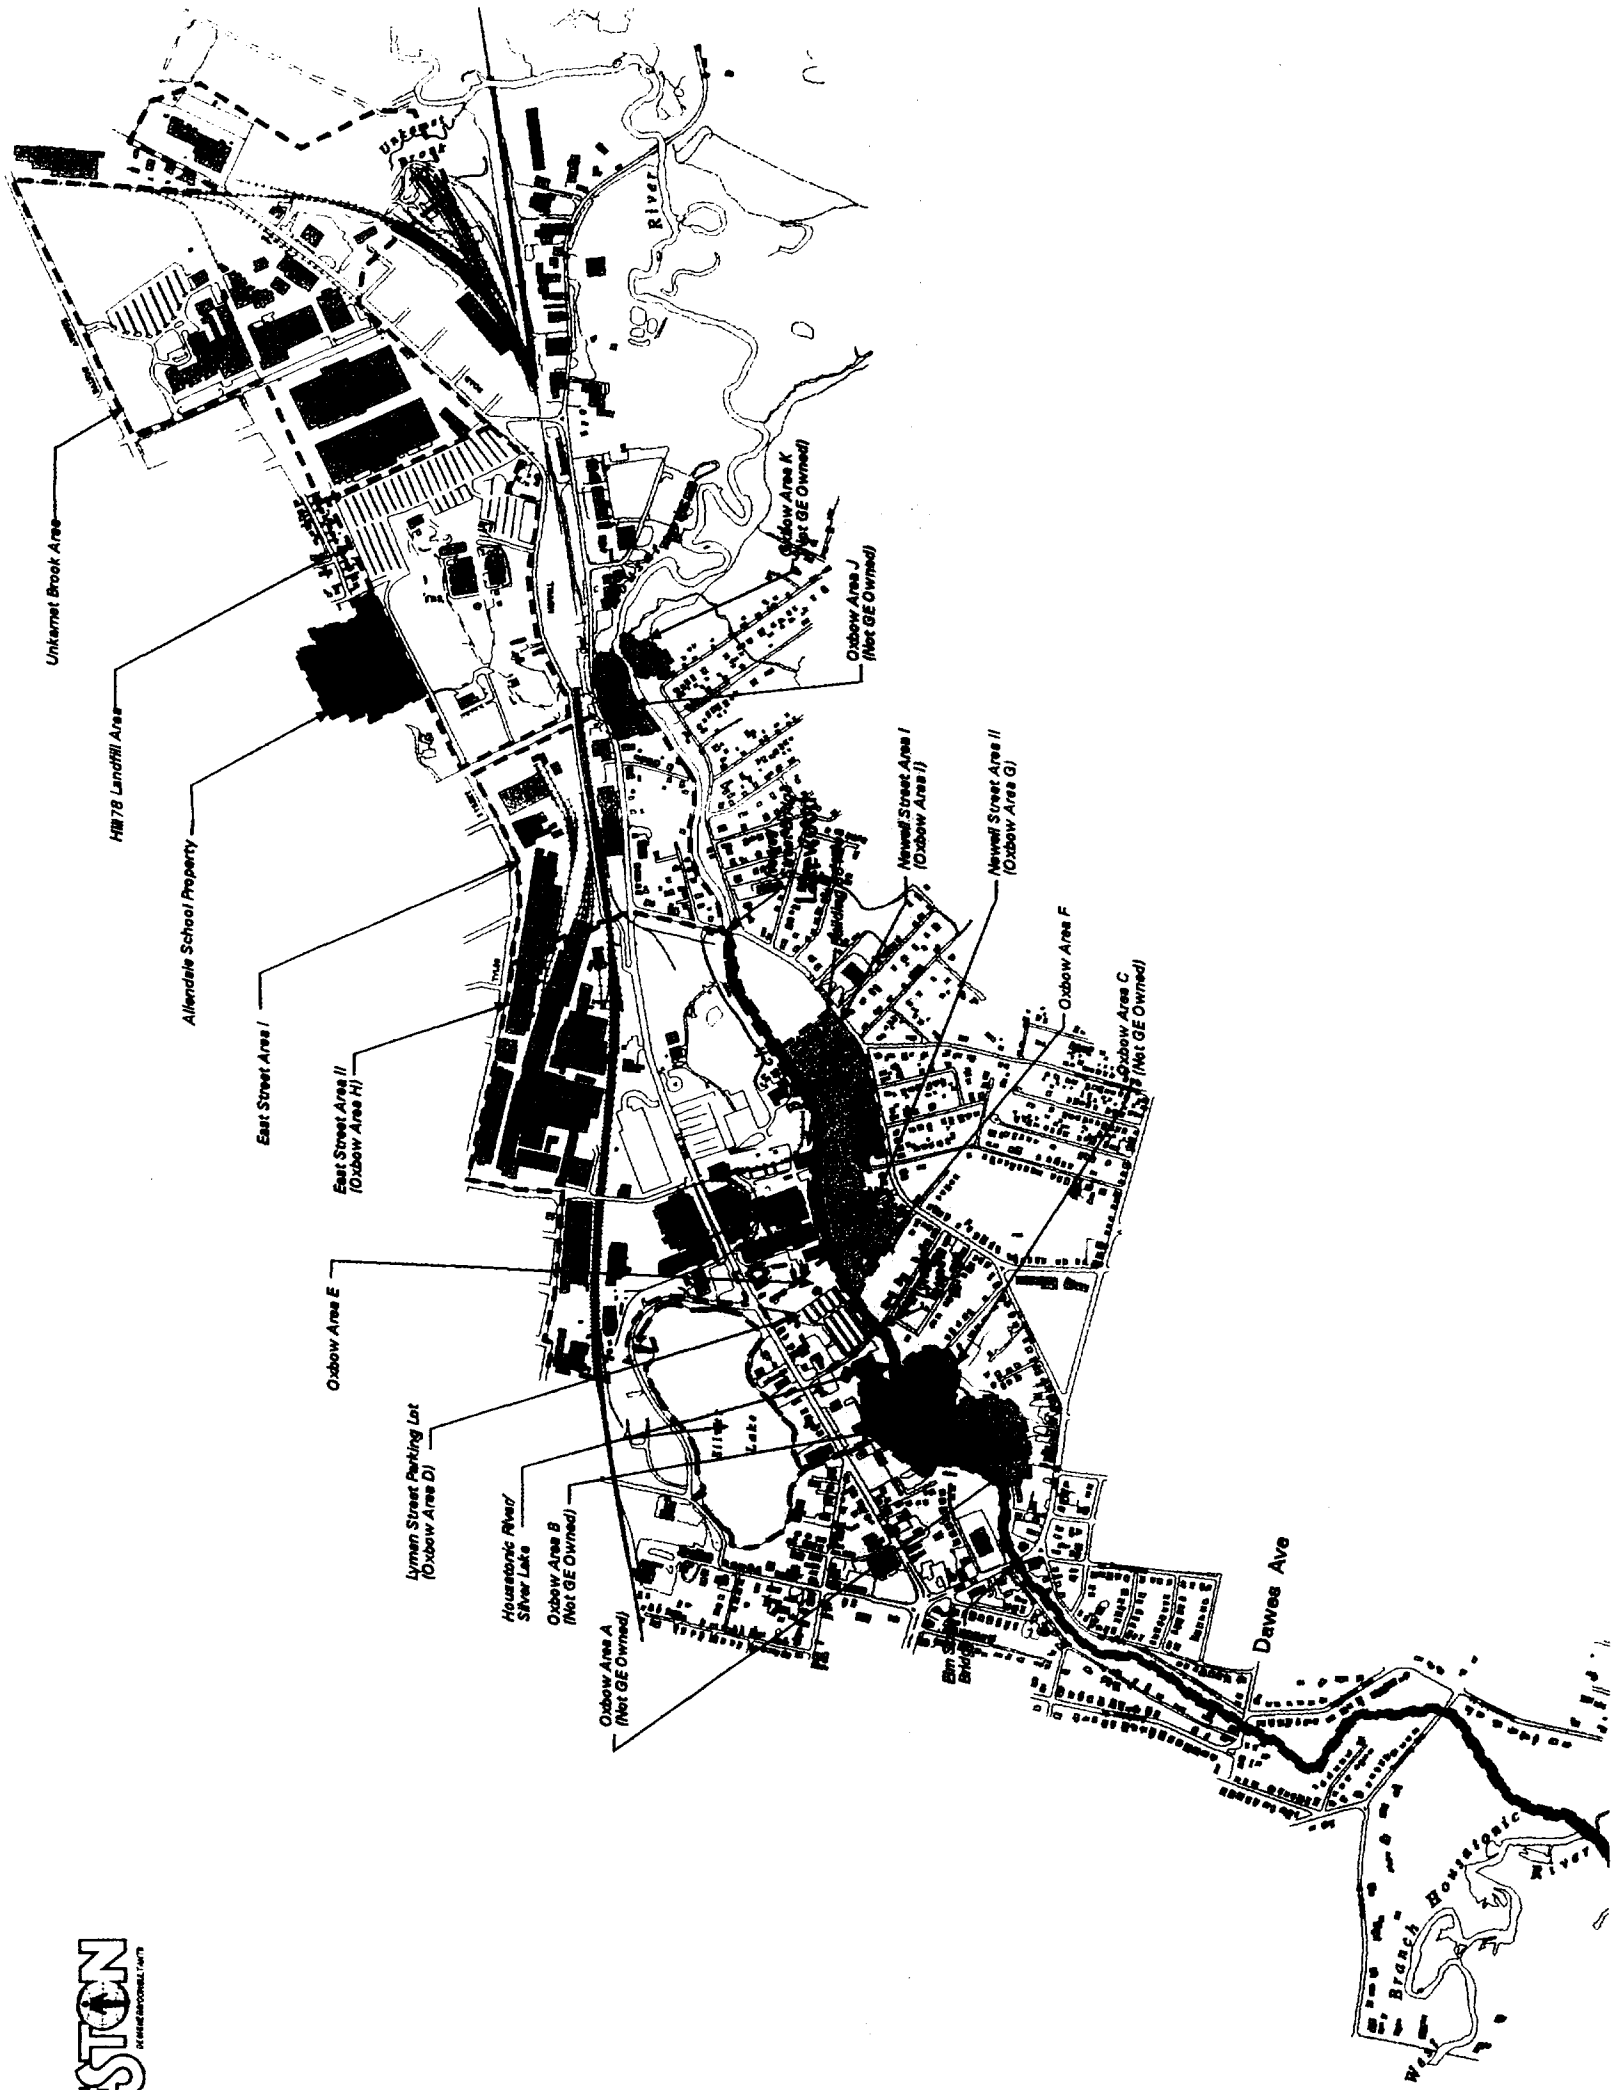 Unkamet Brook Area
Hill 78 Landfill Area
Allendale School Property
East Street Area I
East Street Area II
(Oxbow Area H)
Oxbow Area E
Lyman Street Parking Lot
(Oxbow Area D)
Housatonic River/
Silver Lake
Oxbow Area B
(Not GE Owned)
Oxbow Area A
(Not GE Owned)
Unkamet
Brook
River
Oxbow Area K
(Not GE Owned)
Oxbow Area J
(Not GE Owned)
Newell Street Area I
(Oxbow Area I)
Newell Street Area II
(Oxbow Area G)
Oxbow Area F
Oxbow Area C
(Not GE Owned)
Silver
Lake
Elm Street
Bridge
Dawes Ave
West Branch Housatonic
River
STON